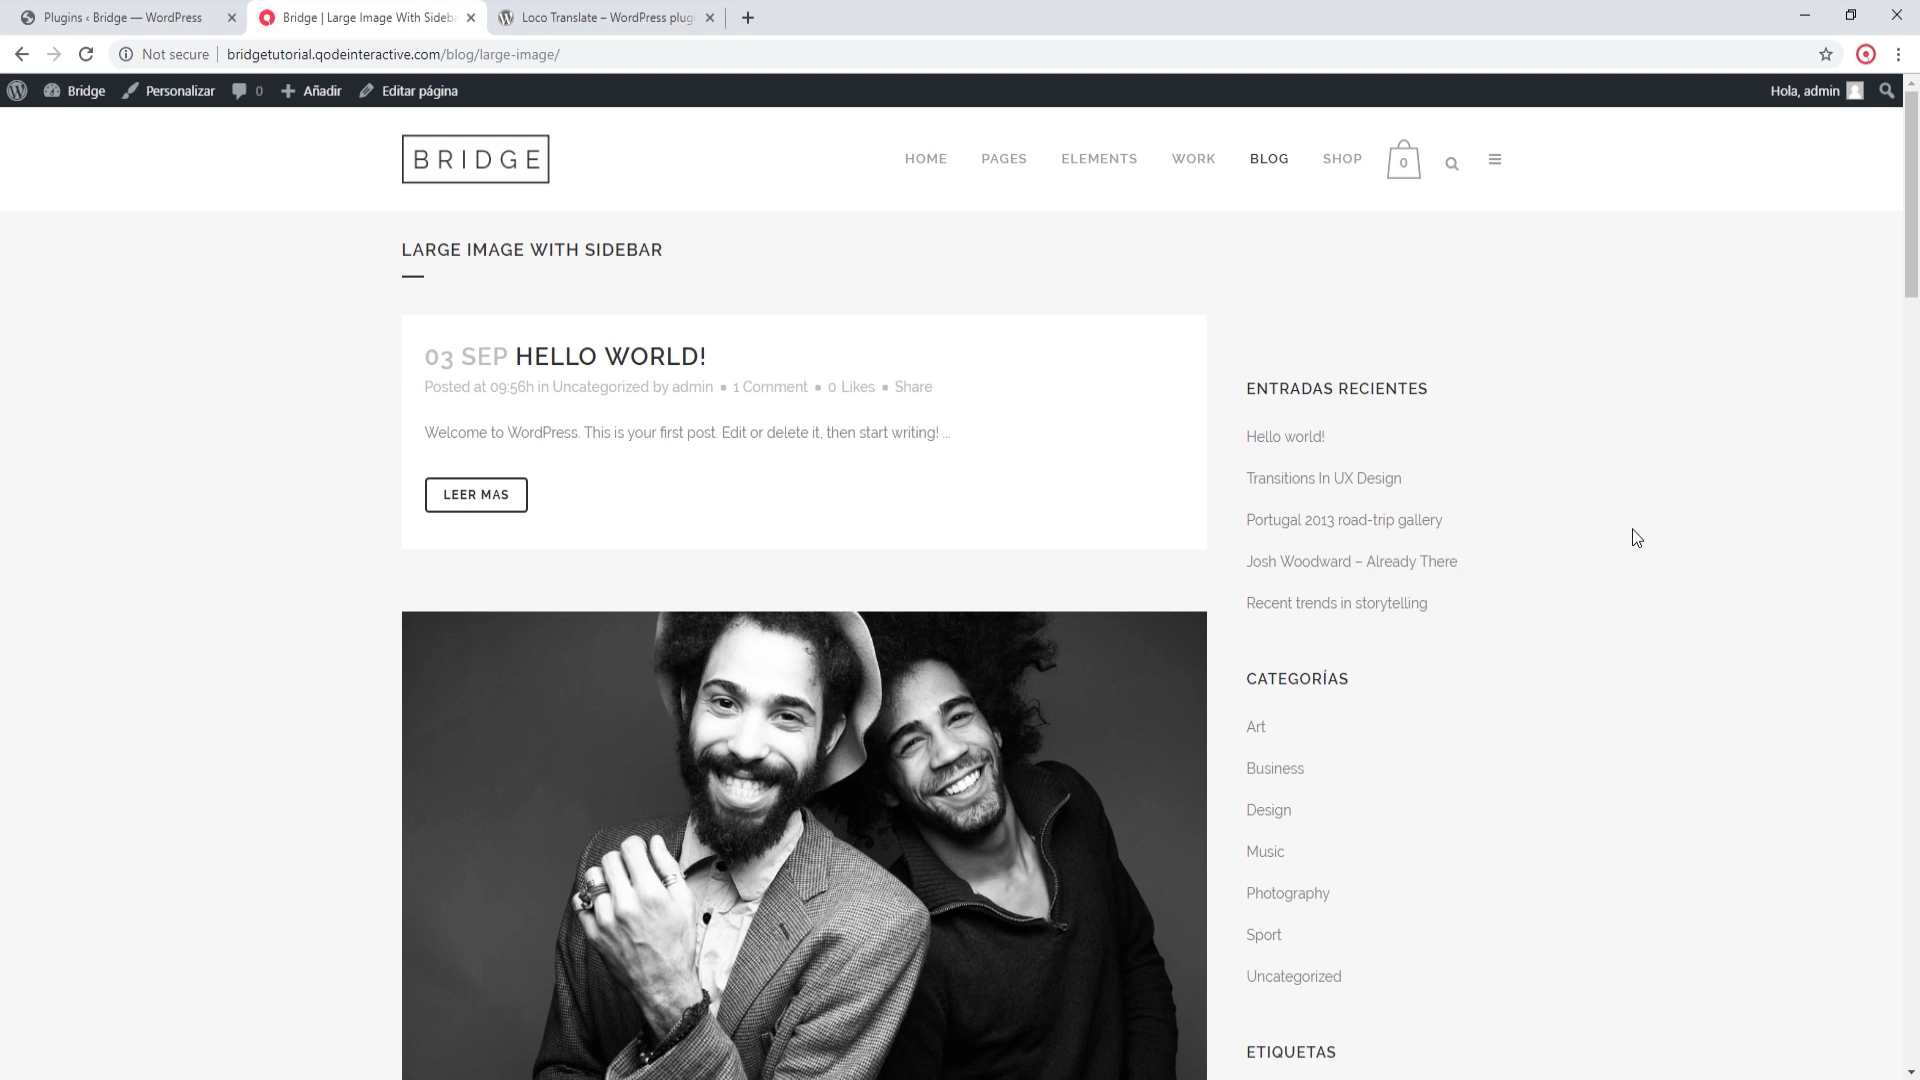 Plugins ‹ Bridge — WordPress
Bridge | Large Image With Sideba
Loco Translate – WordPress plug
Not secure
bridgetutorial.qodeinteractive.com/blog/large-image/
Bridge
Personalizar
0
Añadir
Editar página
Hola, admin
BRIDGE
HOME
PAGES
ELEMENTS
WORK
BLOG
SHOP
0
LARGE IMAGE WITH SIDEBAR
03 SEP HELLO WORLD!
Posted at 09:56h in Uncategorized by admin ▪ 1 Comment ▪ 0 Likes ▪ Share
Welcome to WordPress. This is your first post. Edit or delete it, then start writing! ...
LEER MAS
ENTRADAS RECIENTES
Hello world!
Transitions In UX Design
Portugal 2013 road-trip gallery
Josh Woodward – Already There
Recent trends in storytelling
CATEGORÍAS
Art
Business
Design
Music
Photography
Sport
Uncategorized
ETIQUETAS